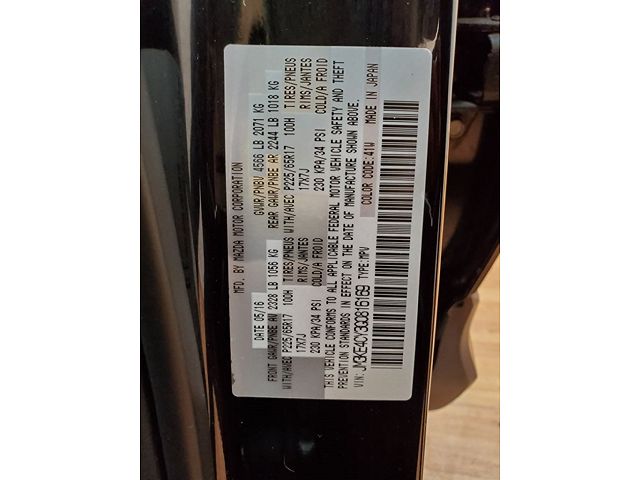 MFD. BY MAZDA MOTOR CORPORATION
DATE 05/16 GVWR/PNBV 4566 LB 2071 KG
FRONT GAWR/PNBE AV 2328 LB 1056 KG REAR GAWR/PNBE AR 2244 LB 1018 KG
WITH/AVEC P225/65R17 100H TIRES/PNEUS WITH/AVEC P225/65R17 100H TIRES/PNEUS
17X7J RIMS/JANTES 17X7J RIMS/JANTES
230 KPA/34 PSI COLD/A FROID 230 KPA/34 PSI COLD/A FROID
THIS VEHICLE CONFORMS TO ALL APPLICABLE FEDERAL MOTOR VEHICLE SAFETY AND THEFT
PREVENTION STANDARDS IN EFFECT ON THE DATE OF MANUFACTURE SHOWN ABOVE.
VIN: JM3KE4CY3G0816169 TYPE:MPV COLOR CODE:41W MADE IN JAPAN